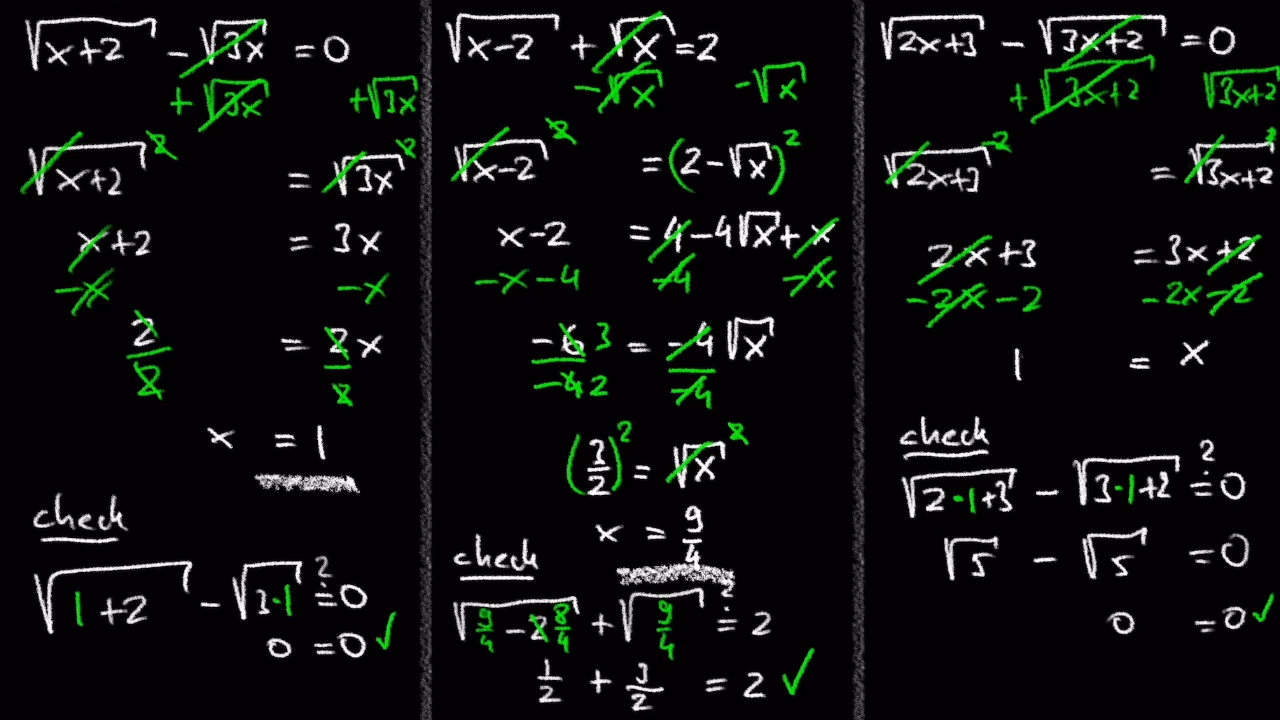 √(x+2) − √(3x) = 0
+ √(3x) + √(3x)
√(x+2)² = √(3x)²
x+2 = 3x
−x −x
2/2 = 2/2 x
x = 1
check
√(1+2) − √(3·1) ≟ 0
0 = 0 ✓
√(x−2) + √x = 2
−√x −√x
√(x−2)² = (2−√x)²
x−2 = 4−4√x+x
−x−4 −4 −x
−6 3 = −4 √x
−4 2 −4
(3/2)² = √x²
x = 9/4
check
√(9/4 − 2 8/4) + √(9/4) ≟ 2
1/2 + 3/2 = 2 ✓
√(2x+3) − √(3x+2) = 0
+ √(3x+2) √(3x+2)
√(2x+3)² = √(3x+2)²
2x+3 = 3x+2
−2x−2 −2x−2
1 = x
check
√(2·1+3) − √(3·1+2) ≟ 0
√5 − √5 = 0
0 = 0 ✓